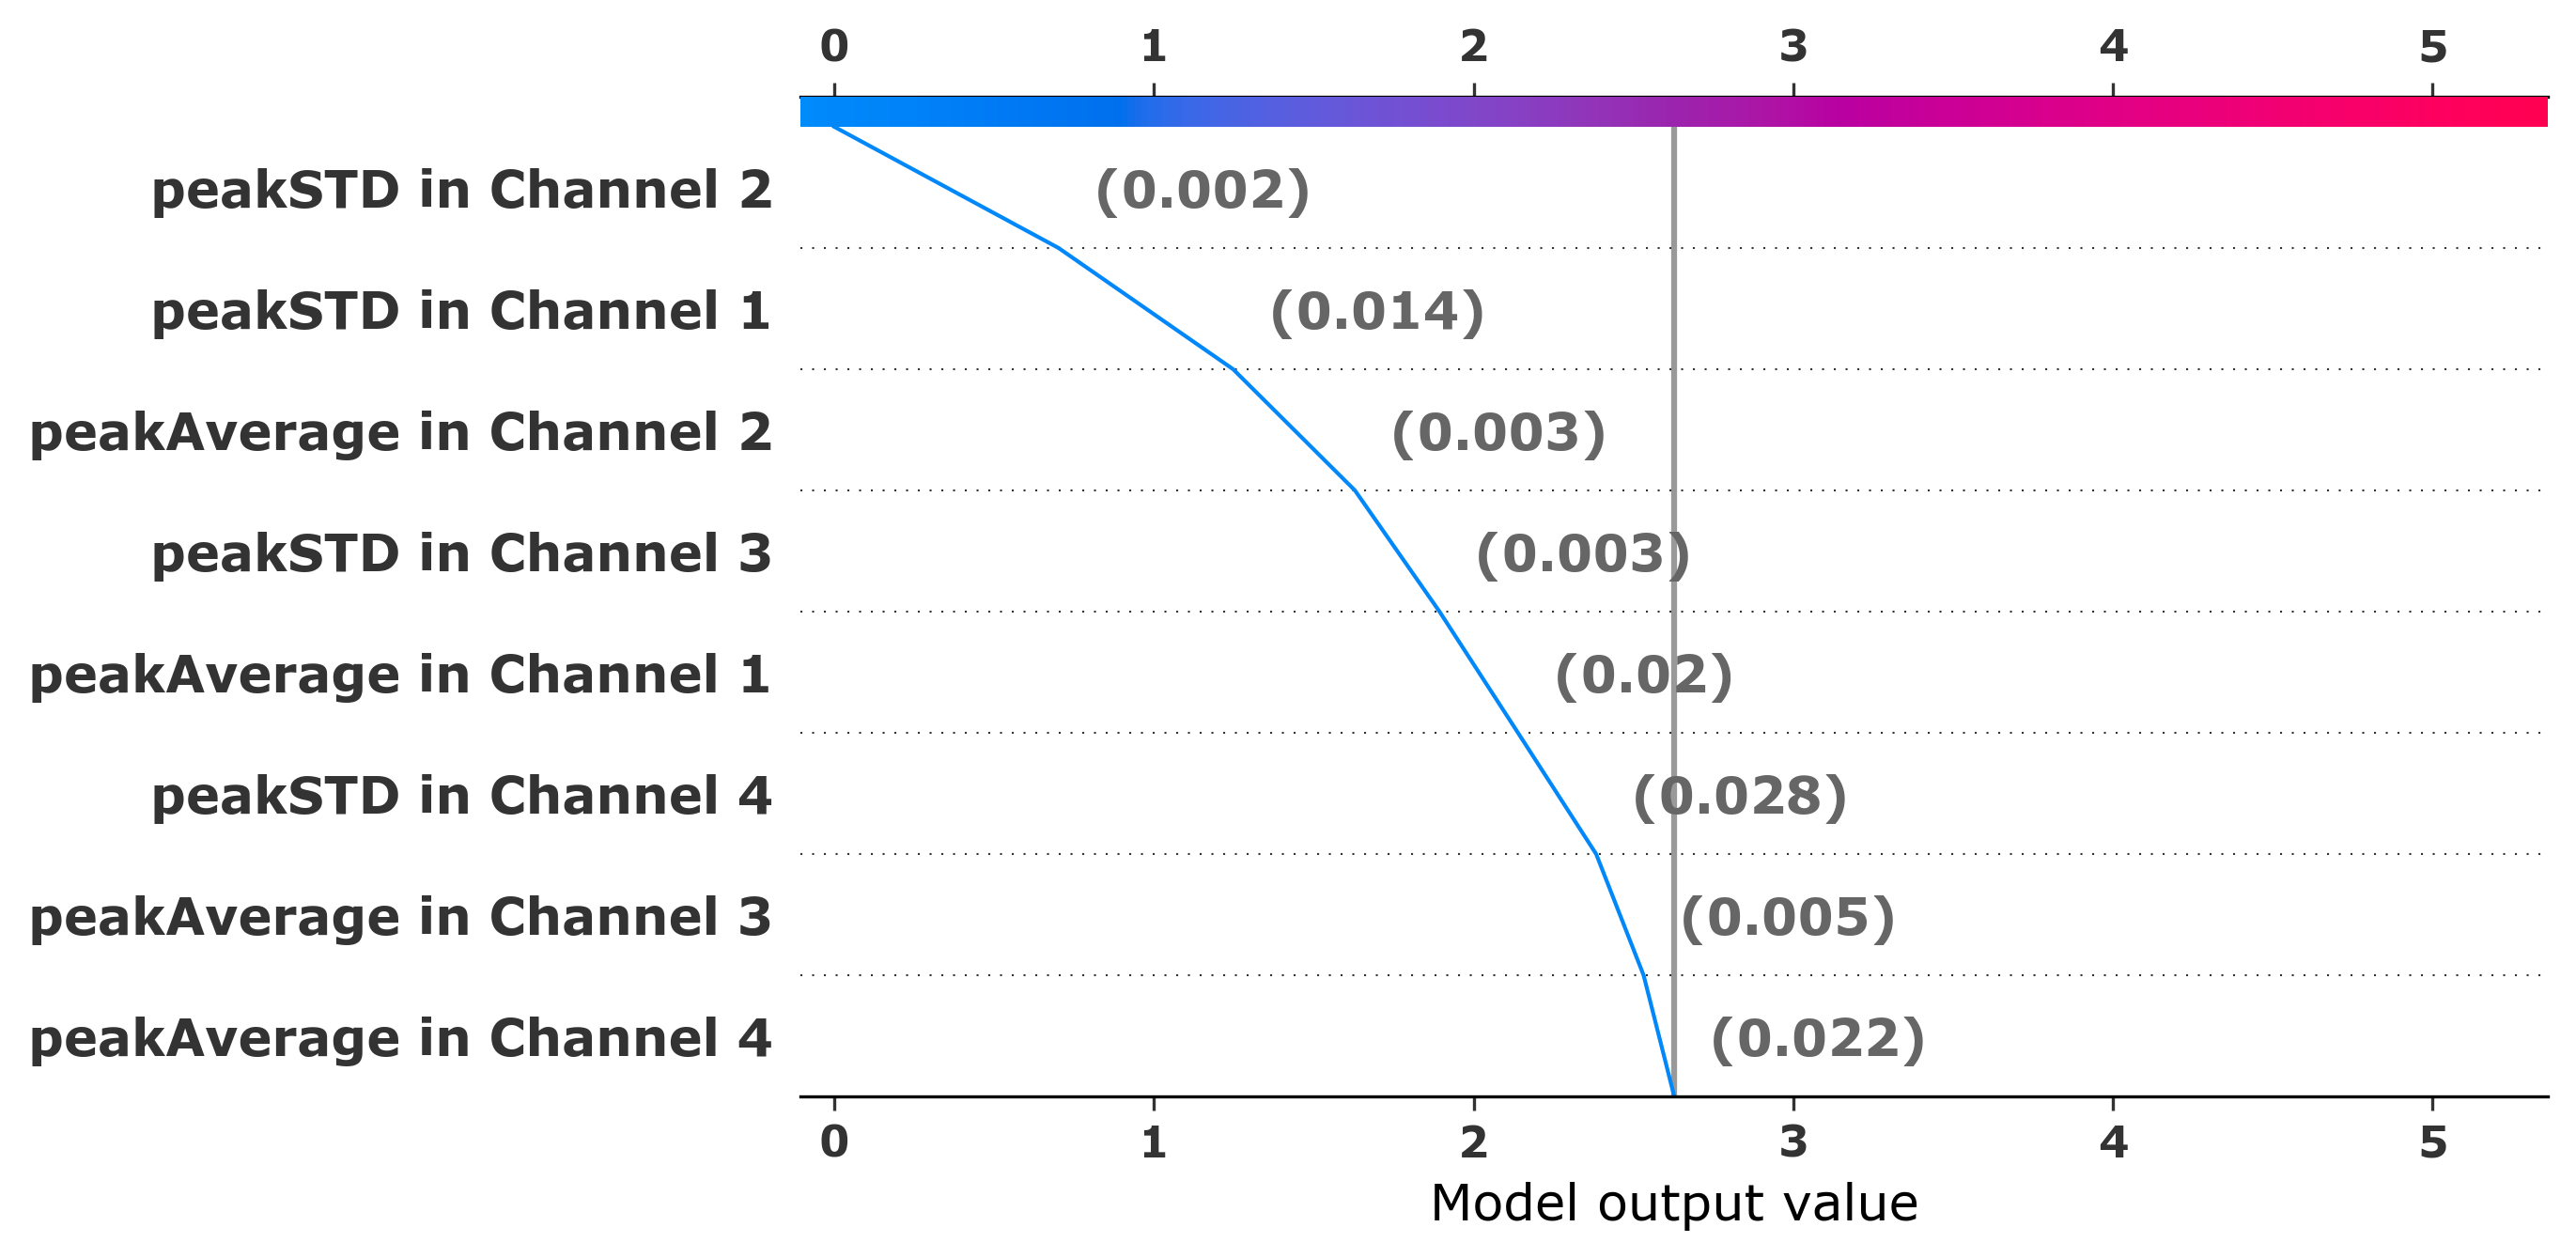 0 1 2 3 4 5
peakSTD in Channel 2 (0.002)
peakSTD in Channel 1 (0.014)
peakAverage in Channel 2 (0.003)
peakSTD in Channel 3 (0.003)
peakAverage in Channel 1 (0.02)
peakSTD in Channel 4 (0.028)
peakAverage in Channel 3 (0.005)
peakAverage in Channel 4 (0.022)
0 1 2 3 4 5
Model output value